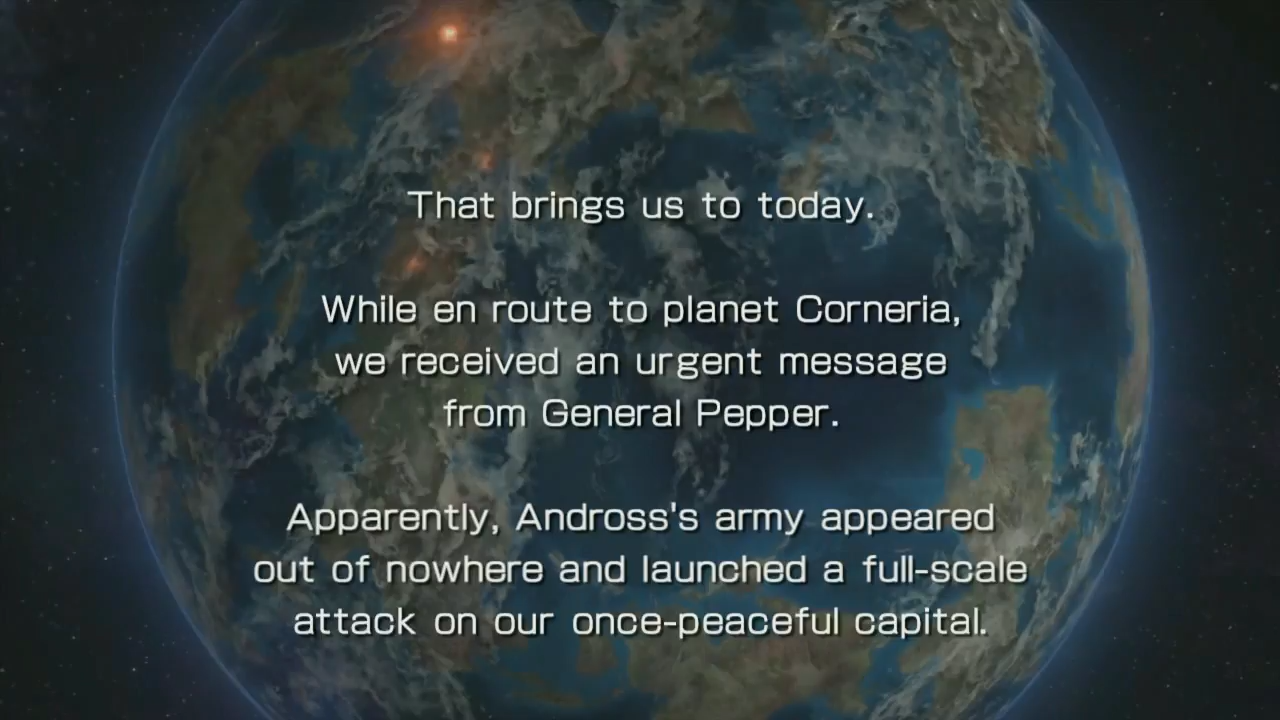 That brings us to today.
While en route to planet Corneria,
we received an urgent message
from General Pepper.
Apparently, Andross's army appeared
out of nowhere and launched a full-scale
attack on our once-peaceful capital.